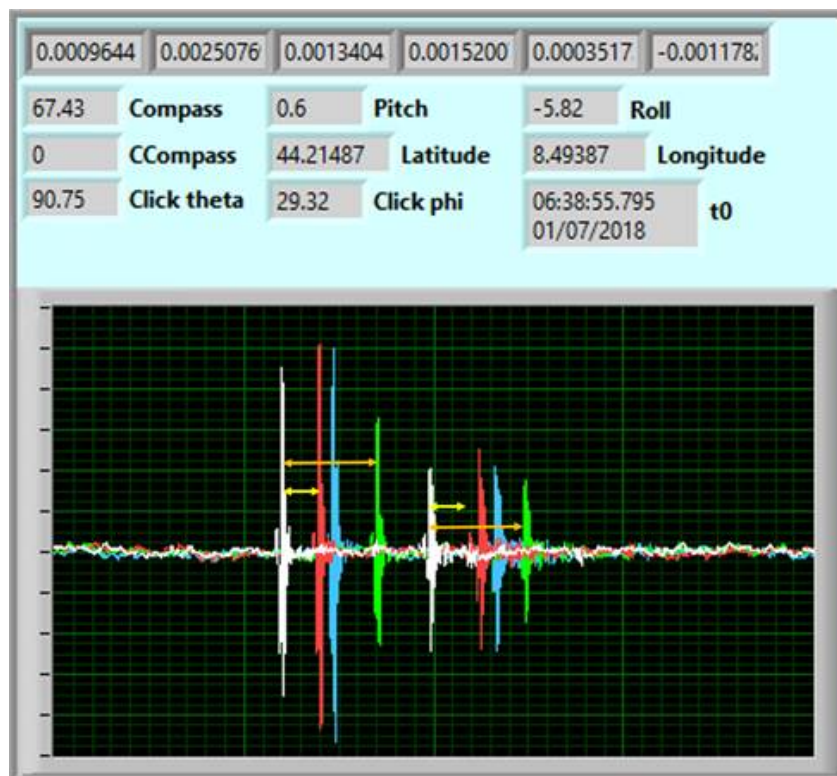 0.0009644 0.0025076 0.0013404 0.0015200 0.0003517 -0.001178
67.43 Compass 0.6 Pitch -5.82 Roll
0 CCompass 44.21487 Latitude 8.49387 Longitude
90.75 Click theta 29.32 Click phi 06:38:55.795 t0
01/07/2018